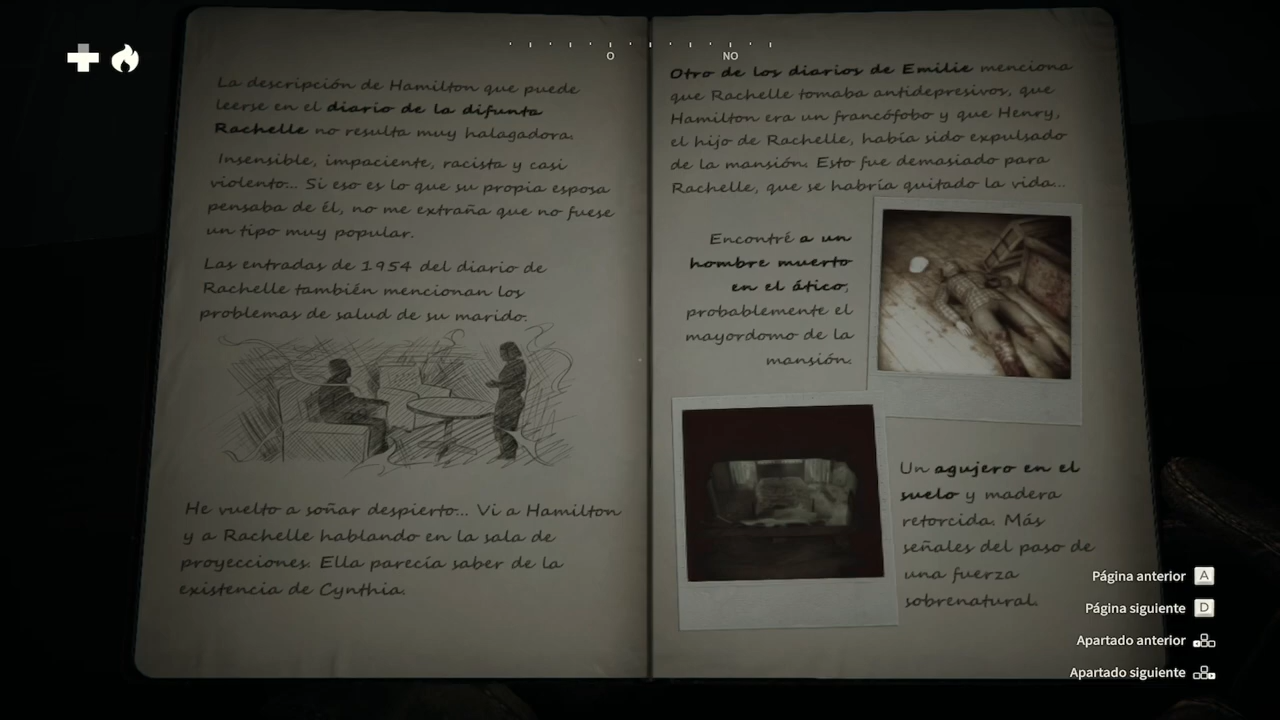 O
NO
La descripción de Hamilton que puede
leerse en el diario de la difunta
Rachelle no resulta muy halagadora.
Insensible, impaciente, racista y casi
violento... Si eso es lo que su propia esposa
pensaba de él, no me extraña que no fuese
un tipo muy popular.
Las entradas de 1954 del diario de
Rachelle también mencionan los
problemas de salud de su marido.
He vuelto a soñar despierto... Vi a Hamilton
y a Rachelle hablando en la sala de
proyecciones. Ella parecía saber de la
existencia de Cynthia.
Otro de los diarios de Emilie menciona
que Rachelle tomaba antidepresivos, que
Hamilton era un francófobo y que Henry,
el hijo de Rachelle, había sido expulsado
de la mansión. Esto fue demasiado para
Rachelle, que se habría quitado la vida...
Encontré a un
hombre muerto
en el ático,
probablemente el
mayordomo de la
mansión.
Un agujero en el
suelo y madera
retorcida. Más
señales del paso de
una fuerza
sobrenatural.
Página anterior A
Página siguiente D
Apartado anterior
Apartado siguiente